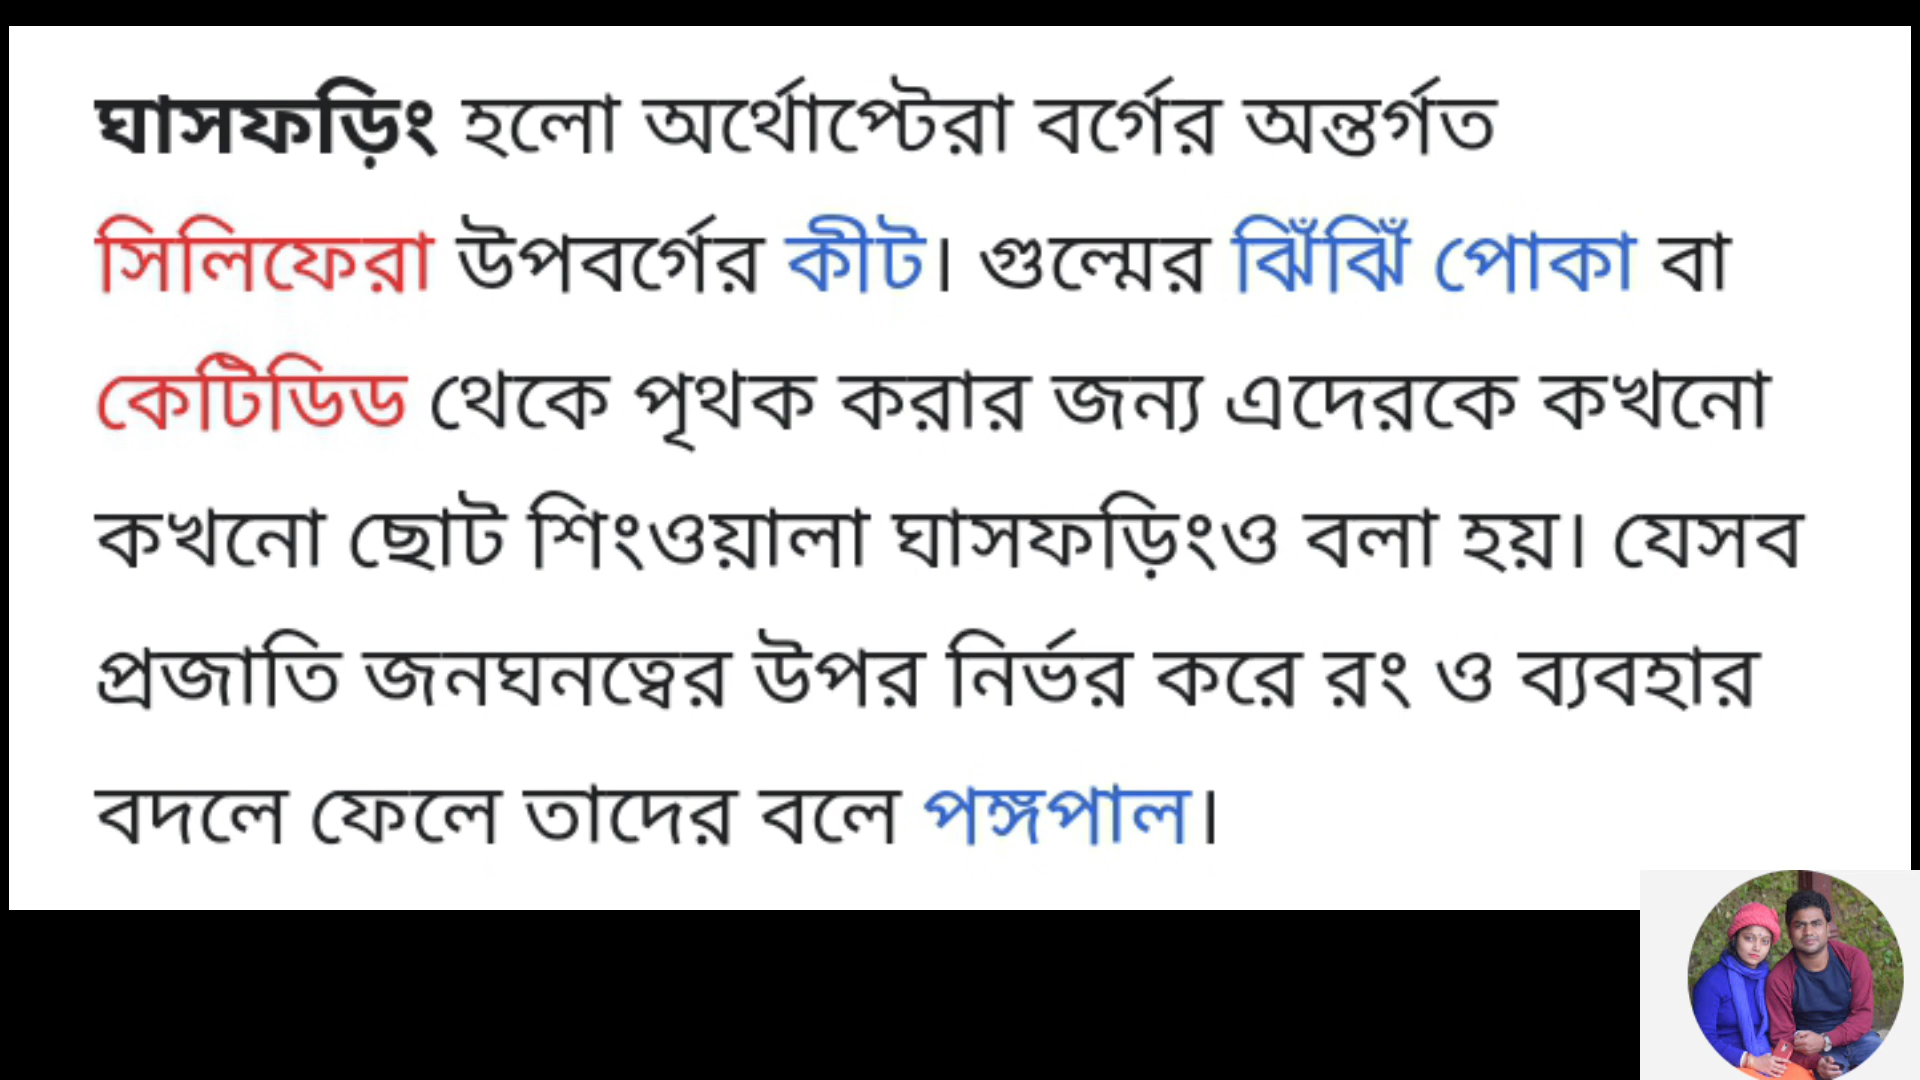 ঘাসফড়িং হলো অর্থোপ্টেরা বর্গের অন্তর্গত
সিলিফেরা উপবর্গের কীট। গুল্মের ঝিঁঝিঁ পোকা বা
কেটিডিড থেকে পৃথক করার জন্য এদেরকে কখনো
কখনো ছোট শিংওয়ালা ঘাসফড়িংও বলা হয়। যেসব
প্রজাতি জনঘনত্বের উপর নির্ভর করে রং ও ব্যবহার
বদলে ফেলে তাদের বলে পঙ্গপাল।